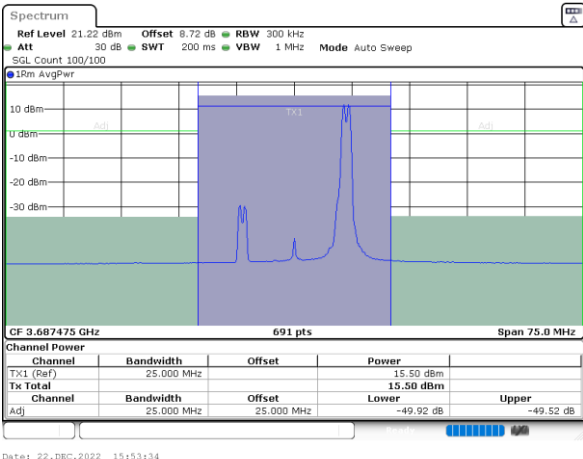 Spectrum
Ref Level 21.22 dBm Offset 8.72 dB RBW 300 kHz
Att 30 dB SWT 200 ms VBW 1 MHz Mode Auto Sweep
SGL Count 100/100
1Rm AvgPwr
TX1
10 dBm
Adj Adj
0 dBm
-10 dBm
-20 dBm
-30 dBm
CF 3.687475 GHz 691 pts Span 75.0 MHz
Channel Power
Channel Bandwidth Offset Power
TX1 (Ref) 25.000 MHz 15.50 dBm
Tx Total 15.50 dBm
Channel Bandwidth Offset Lower Upper
Adj 25.000 MHz 25.000 MHz -49.92 dB -49.52 dB
Ready
Date: 22.DEC.2022 15:53:34